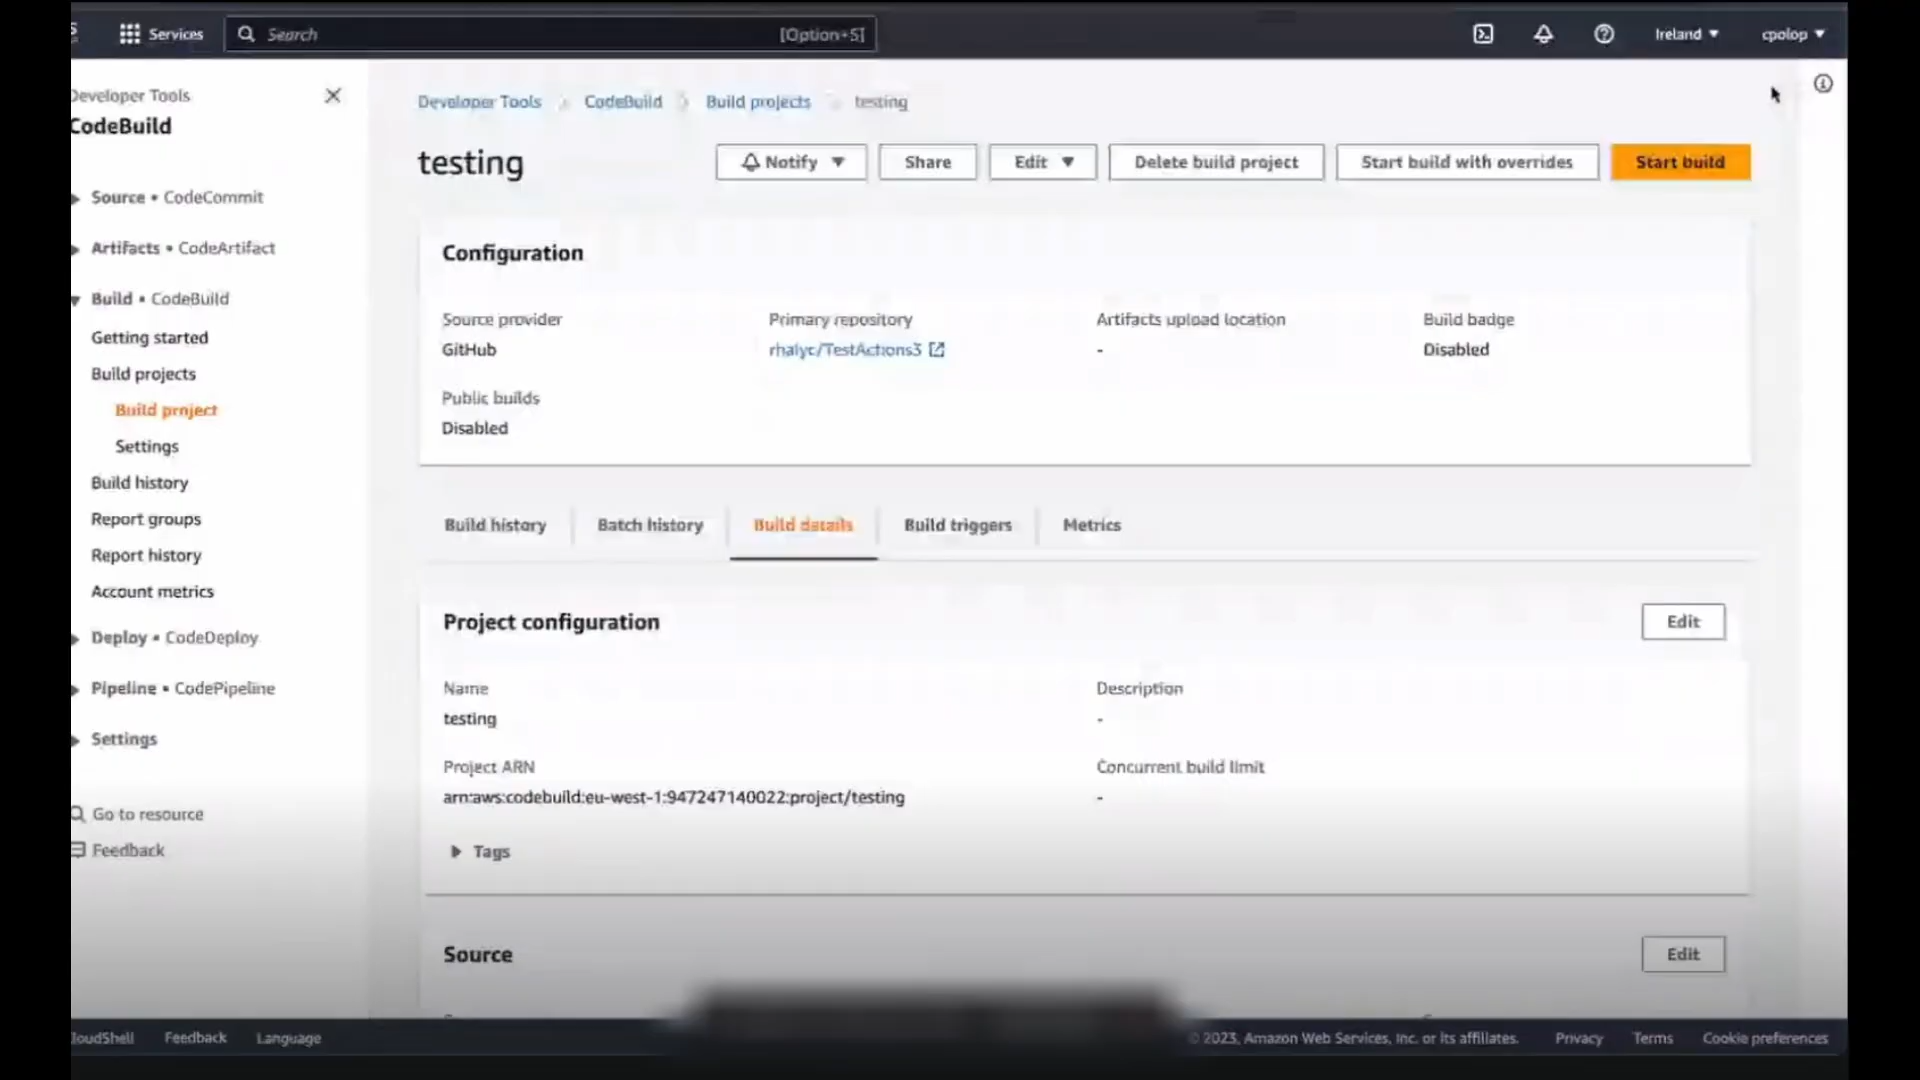 Services
Search [Option+S]
Ireland
cpolop
Developer Tools
CodeBuild
Source • CodeCommit
Artifacts • CodeArtifact
Build • CodeBuild
Getting started
Build projects
Build project
Settings
Build history
Report groups
Report history
Account metrics
Deploy • CodeDeploy
Pipeline • CodePipeline
Settings
Go to resource
Feedback
Developer Tools CodeBuild Build projects testing
testing
Notify Share Edit Delete build project Start build with overrides Start build
Configuration
Source provider Primary repository Artifacts upload location Build badge
GitHub rhalyc/TestActions3 - Disabled
Public builds
Disabled
Build history Batch history Build details Build triggers Metrics
Project configuration Edit
Name Description
testing -
Project ARN Concurrent build limit
arn:aws:codebuild:eu-west-1:947247140022:project/testing -
Tags
Source Edit
CloudShell Feedback Language © 2023, Amazon Web Services, Inc. or its affiliates. Privacy Terms Cookie preferences